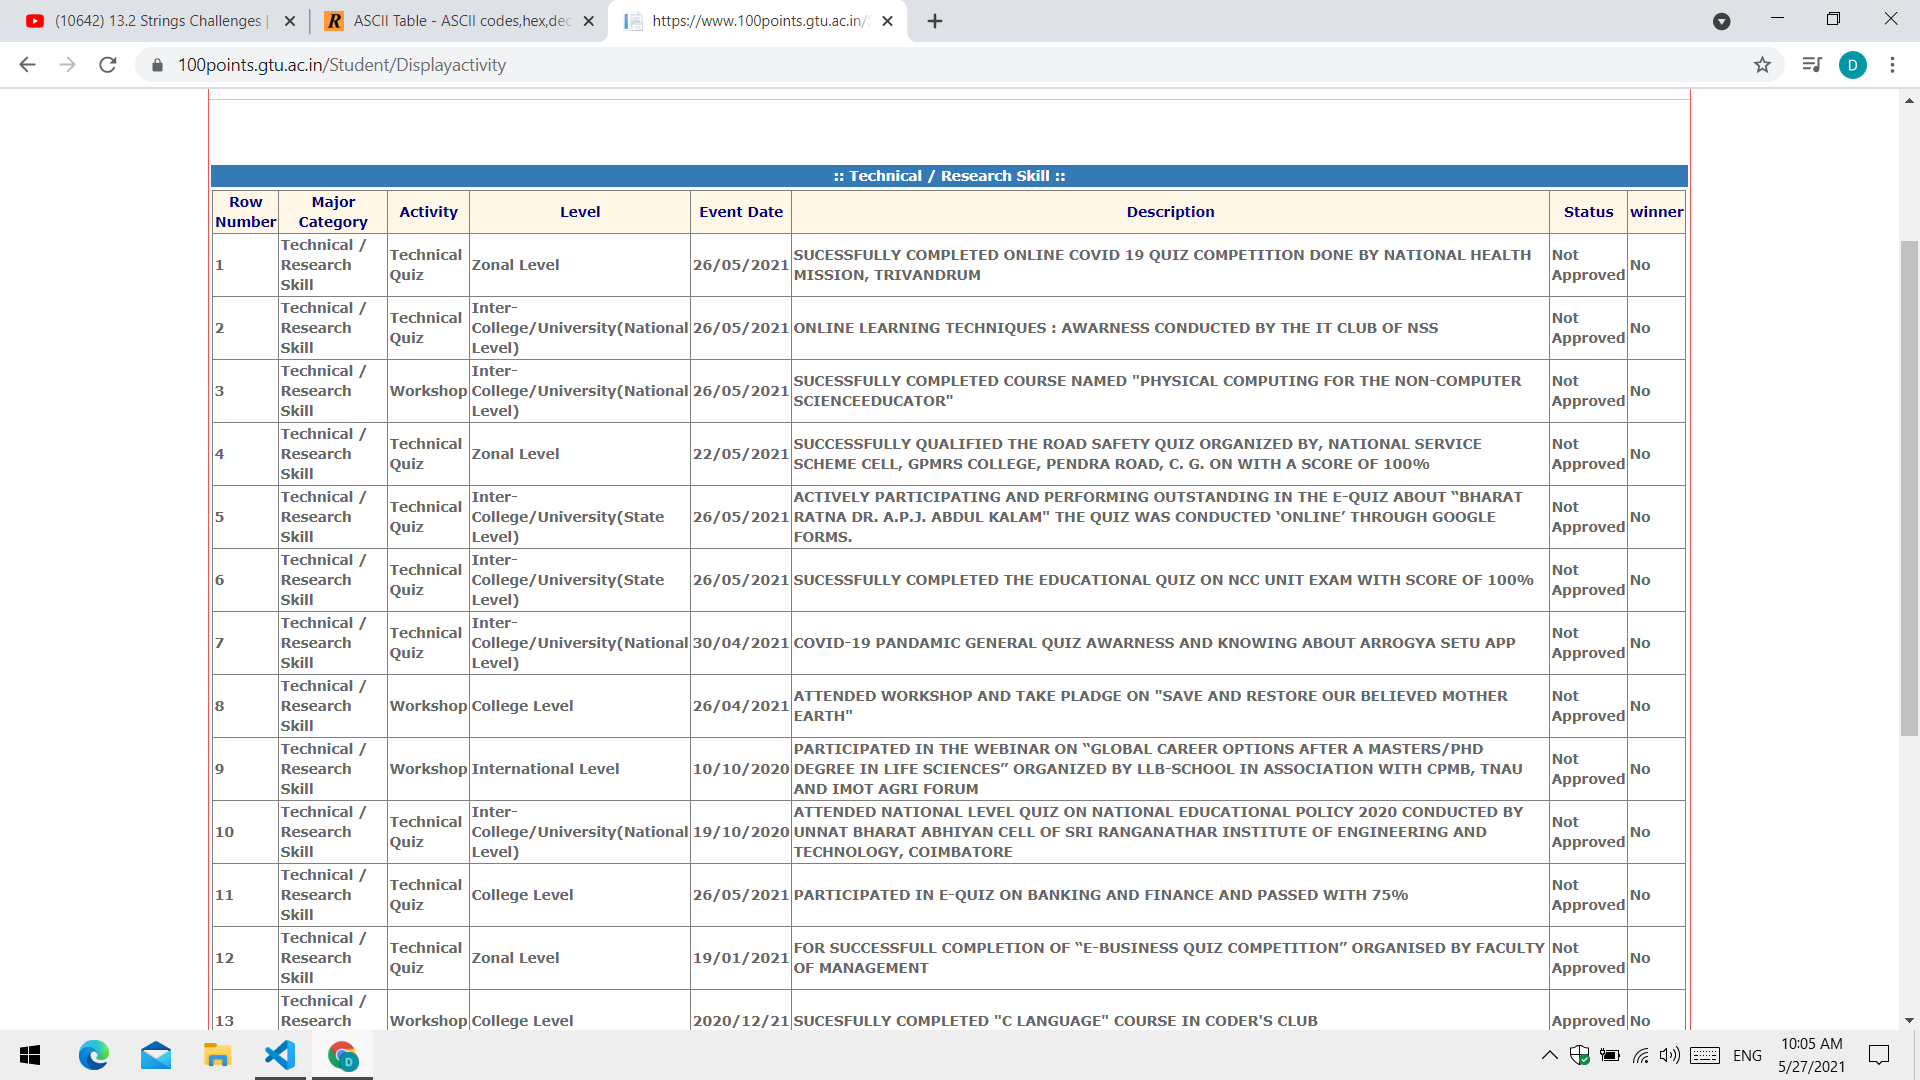 (10642) 13.2 Strings Challenges |
ASCII Table - ASCII codes,hex,dec
https://www.100points.gtu.ac.in/S
100points.gtu.ac.in/Student/Displayactivity
D
:: Technical / Research Skill ::
Row Number Major Category Activity Level Event Date Description Status winner
1 Technical / Research Skill Technical Quiz Zonal Level 26/05/2021 SUCESSFULLY COMPLETED ONLINE COVID 19 QUIZ COMPETITION DONE BY NATIONAL HEALTH MISSION, TRIVANDRUM Not Approved No
2 Technical / Research Skill Technical Quiz Inter-College/University(National Level) 26/05/2021 ONLINE LEARNING TECHNIQUES : AWARNESS CONDUCTED BY THE IT CLUB OF NSS Not Approved No
3 Technical / Research Skill Workshop Inter-College/University(National Level) 26/05/2021 SUCESSFULLY COMPLETED COURSE NAMED "PHYSICAL COMPUTING FOR THE NON-COMPUTER SCIENCEEDUCATOR" Not Approved No
4 Technical / Research Skill Technical Quiz Zonal Level 22/05/2021 SUCCESSFULLY QUALIFIED THE ROAD SAFETY QUIZ ORGANIZED BY, NATIONAL SERVICE SCHEME CELL, GPMRS COLLEGE, PENDRA ROAD, C. G. ON WITH A SCORE OF 100% Not Approved No
5 Technical / Research Skill Technical Quiz Inter-College/University(State Level) 26/05/2021 ACTIVELY PARTICIPATING AND PERFORMING OUTSTANDING IN THE E-QUIZ ABOUT “BHARAT RATNA DR. A.P.J. ABDUL KALAM" THE QUIZ WAS CONDUCTED ‘ONLINE’ THROUGH GOOGLE FORMS. Not Approved No
6 Technical / Research Skill Technical Quiz Inter-College/University(State Level) 26/05/2021 SUCESSFULLY COMPLETED THE EDUCATIONAL QUIZ ON NCC UNIT EXAM WITH SCORE OF 100% Not Approved No
7 Technical / Research Skill Technical Quiz Inter-College/University(National Level) 30/04/2021 COVID-19 PANDAMIC GENERAL QUIZ AWARNESS AND KNOWING ABOUT ARROGYA SETU APP Not Approved No
8 Technical / Research Skill Workshop College Level 26/04/2021 ATTENDED WORKSHOP AND TAKE PLADGE ON "SAVE AND RESTORE OUR BELIEVED MOTHER EARTH" Not Approved No
9 Technical / Research Skill Workshop International Level 10/10/2020 PARTICIPATED IN THE WEBINAR ON “GLOBAL CAREER OPTIONS AFTER A MASTERS/PHD DEGREE IN LIFE SCIENCES” ORGANIZED BY LLB-SCHOOL IN ASSOCIATION WITH CPMB, TNAU AND IMOT AGRI FORUM Not Approved No
10 Technical / Research Skill Technical Quiz Inter-College/University(National Level) 19/10/2020 ATTENDED NATIONAL LEVEL QUIZ ON NATIONAL EDUCATIONAL POLICY 2020 CONDUCTED BY UNNAT BHARAT ABHIYAN CELL OF SRI RANGANATHAR INSTITUTE OF ENGINEERING AND TECHNOLOGY, COIMBATORE Not Approved No
11 Technical / Research Skill Technical Quiz College Level 26/05/2021 PARTICIPATED IN E-QUIZ ON BANKING AND FINANCE AND PASSED WITH 75% Not Approved No
12 Technical / Research Skill Technical Quiz Zonal Level 19/01/2021 FOR SUCCESSFULL COMPLETION OF “E-BUSINESS QUIZ COMPETITION” ORGANISED BY FACULTY OF MANAGEMENT Not Approved No
13 Technical / Research Workshop College Level 2020/12/21 SUCESFULLY COMPLETED "C LANGUAGE" COURSE IN CODER'S CLUB Approved No
D
ENG
10:05 AM
5/27/2021